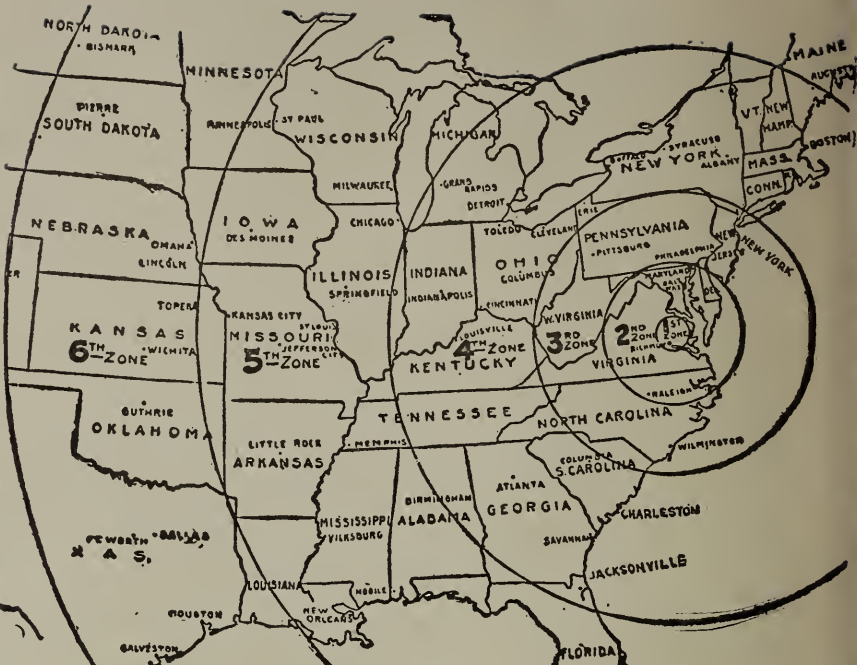 NORTH DAKOTA
BISMARK
MINNESOTA
MAINE
AUGUSTA
PIERRE
SOUTH DAKOTA
MINNEAPOLIS
ST PAUL
WISCONSIN
MICHIGAN
VT.
NEW
HAMP.
BOSTON
BUFFALO
SYRACUSE
NEW YORK
ALBANY
MASS.
CONN.
MILWAUKEE
GRAND
RAPIDS
DETROIT
NEBRASKA
OMAHA
LINCOLN
IOWA
DES MOINES
CHICAGO
TOLEDO
CLEVELAND
ERIE
PENNSYLVANIA
PITTSBURG
PHILADELPHIA
NEW
JERSEY
NEW YORK
ILLINOIS
SPRINGFIELD
INDIANA
INDIANAPOLIS
OHIO
COLUMBUS
CINCINNATI
MARYLAND
DEL
ER
TOPEKA
KANSAS
6TH ZONE
WICHITA
KANSAS CITY
ST LOUIS
MISSOURI
JEFFERSON
CITY
5TH ZONE
LOUISVILLE
4TH ZONE
KENTUCKY
W. VIRGINIA
3RD
ZONE
2ND
ZONE
1ST
ZONE
RICHMOND
VIRGINIA
GUTHRIE
OKLAHOMA
LITTLE ROCK
ARKANSAS
TENNESSEE
MEMPHIS
RALEIGH
NORTH CAROLINA
WILMINGTON
COLUMBIA
S. CAROLINA
FT WORTH
DALLAS
X A S.
MISSISSIPPI
VIKSBURG
BIRMINGHAM
ALABAMA
ATLANTA
GEORGIA
CHARLESTON
SAVANNAH
JACKSONVILLE
LOUISIANA
MOBILE
NEW
ORLEANS
HOUSTON
GALVESTON
FLORIDA